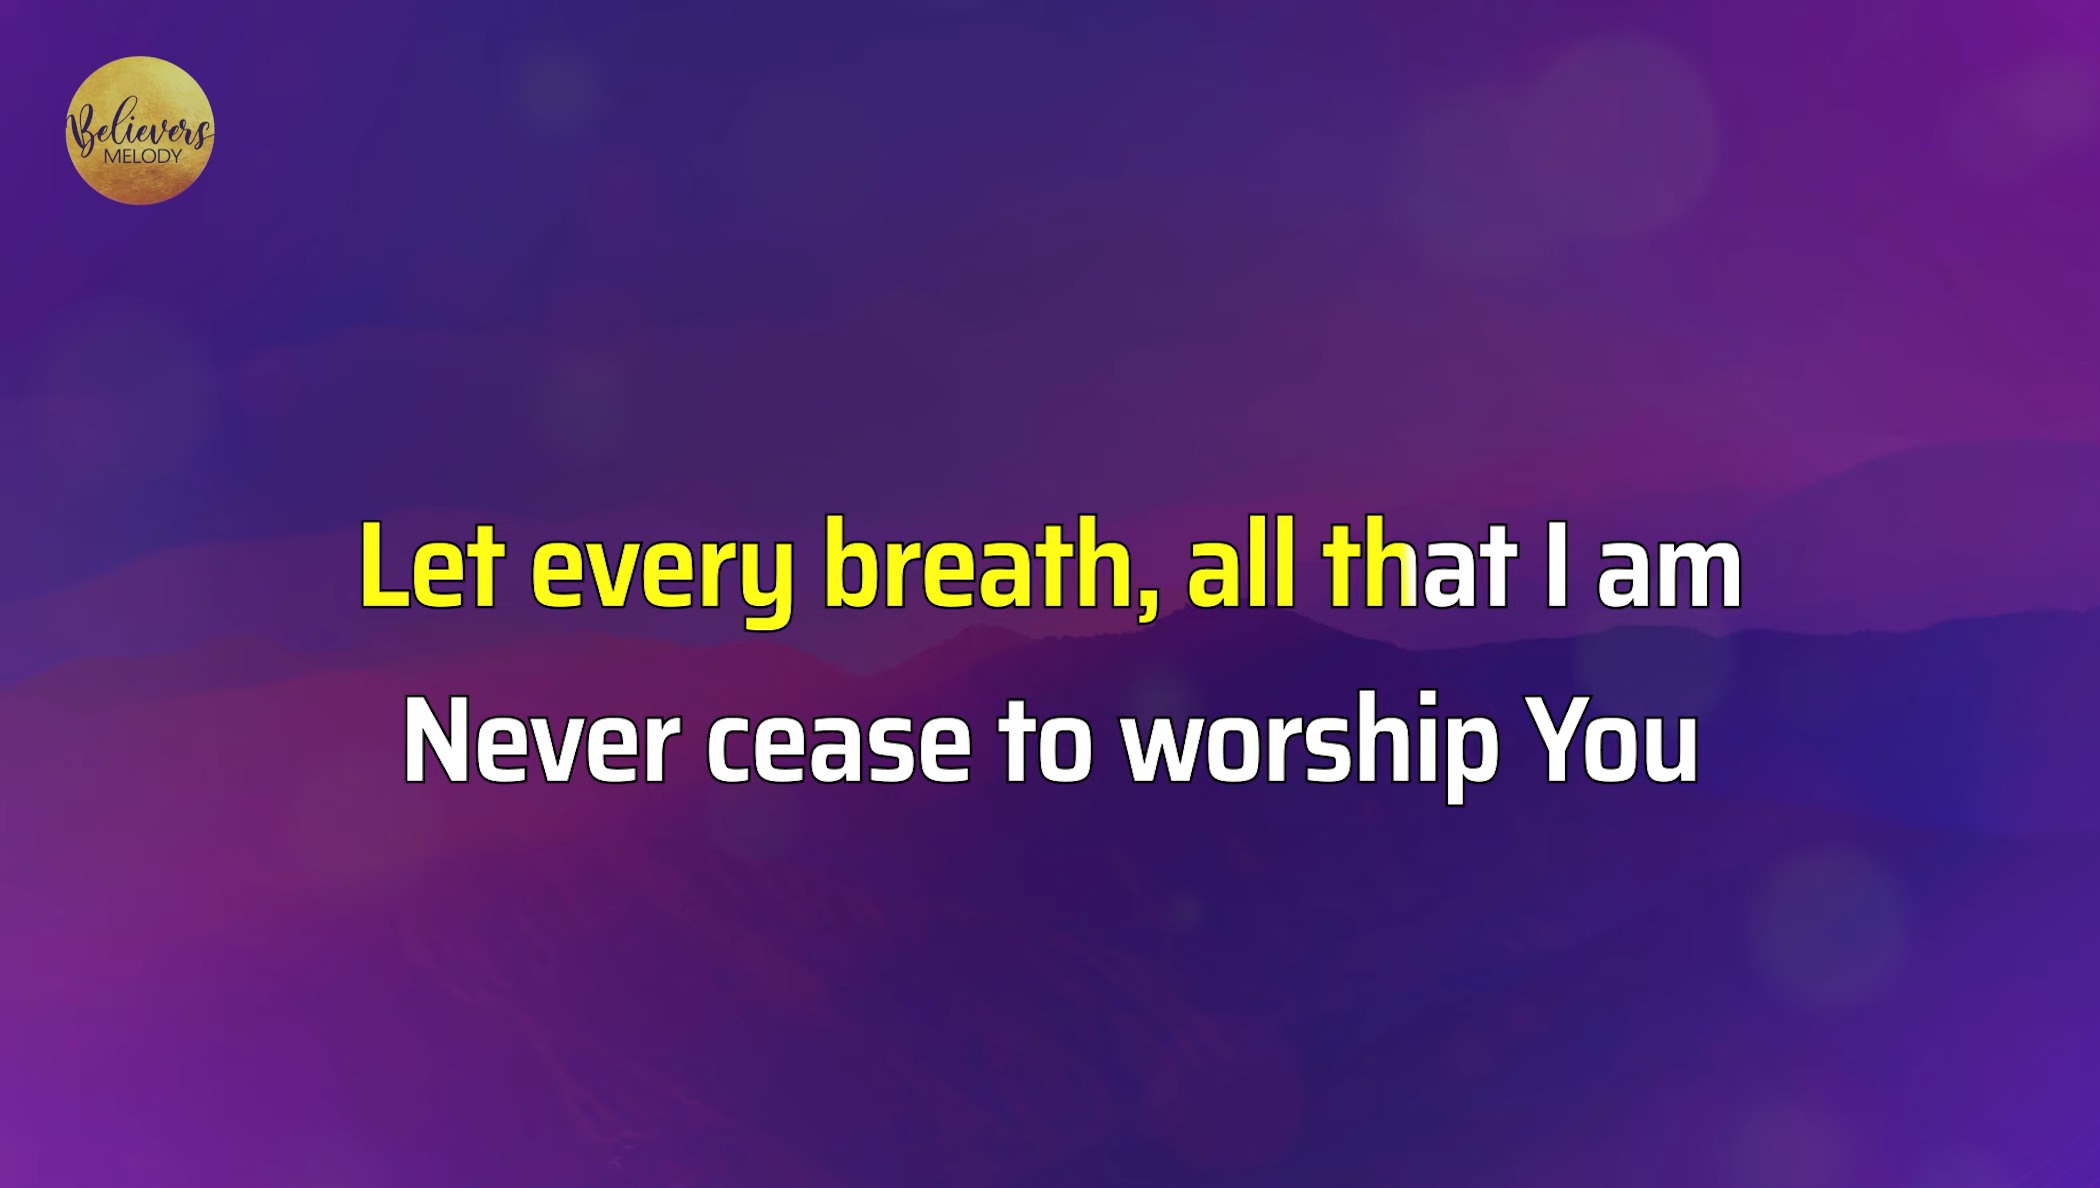 Believers
MELODY
Let every breath, all that I am
Never cease to worship You